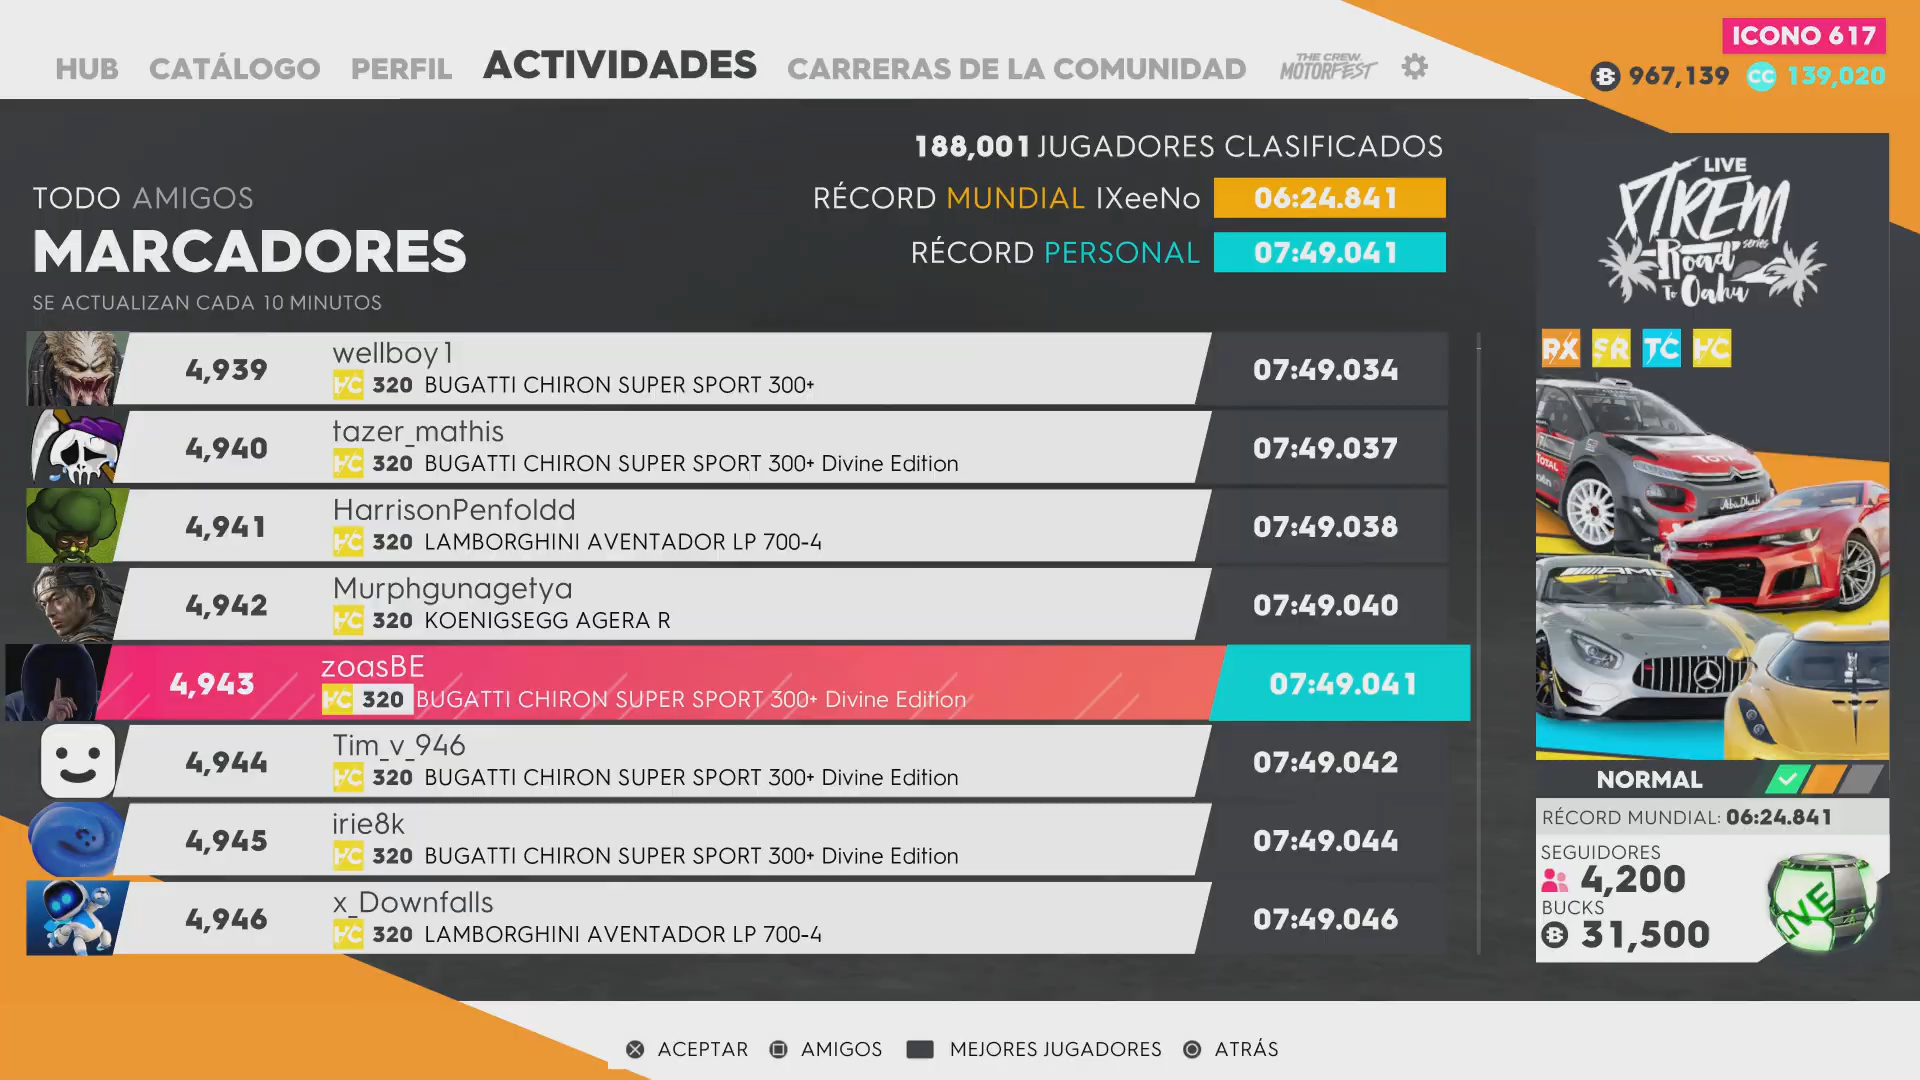 HUB CATÁLOGO PERFIL ACTIVIDADES CARRERAS DE LA COMUNIDAD THE CREW MOTORFEST
ICONO 617
967,139 CC 139,020
188,001 JUGADORES CLASIFICADOS
TODO AMIGOS
RÉCORD MUNDIAL IXeeNo 06:24.841
MARCADORES
RÉCORD PERSONAL 07:49.041
SE ACTUALIZAN CADA 10 MINUTOS
4,939 wellboy1 07:49.034
HC 320 BUGATTI CHIRON SUPER SPORT 300+
4,940 tazer_mathis 07:49.037
HC 320 BUGATTI CHIRON SUPER SPORT 300+ Divine Edition
4,941 HarrisonPenfoldd 07:49.038
HC 320 LAMBORGHINI AVENTADOR LP 700-4
4,942 Murphgunagetya 07:49.040
HC 320 KOENIGSEGG AGERA R
4,943 zoasBE 07:49.041
HC 320 BUGATTI CHIRON SUPER SPORT 300+ Divine Edition
4,944 Tim_v_946 07:49.042
HC 320 BUGATTI CHIRON SUPER SPORT 300+ Divine Edition
4,945 irie8k 07:49.044
HC 320 BUGATTI CHIRON SUPER SPORT 300+ Divine Edition
4,946 x_Downfalls 07:49.046
HC 320 LAMBORGHINI AVENTADOR LP 700-4
LIVE
XTREM
series
Road
To Oahu
RX SR TC HC
TOTAL
TOTAL
AbuDhabi
AMG
NORMAL
RÉCORD MUNDIAL: 06:24.841
SEGUIDORES
4,200
BUCKS
31,500
LIVE
ACEPTAR AMIGOS MEJORES JUGADORES ATRÁS